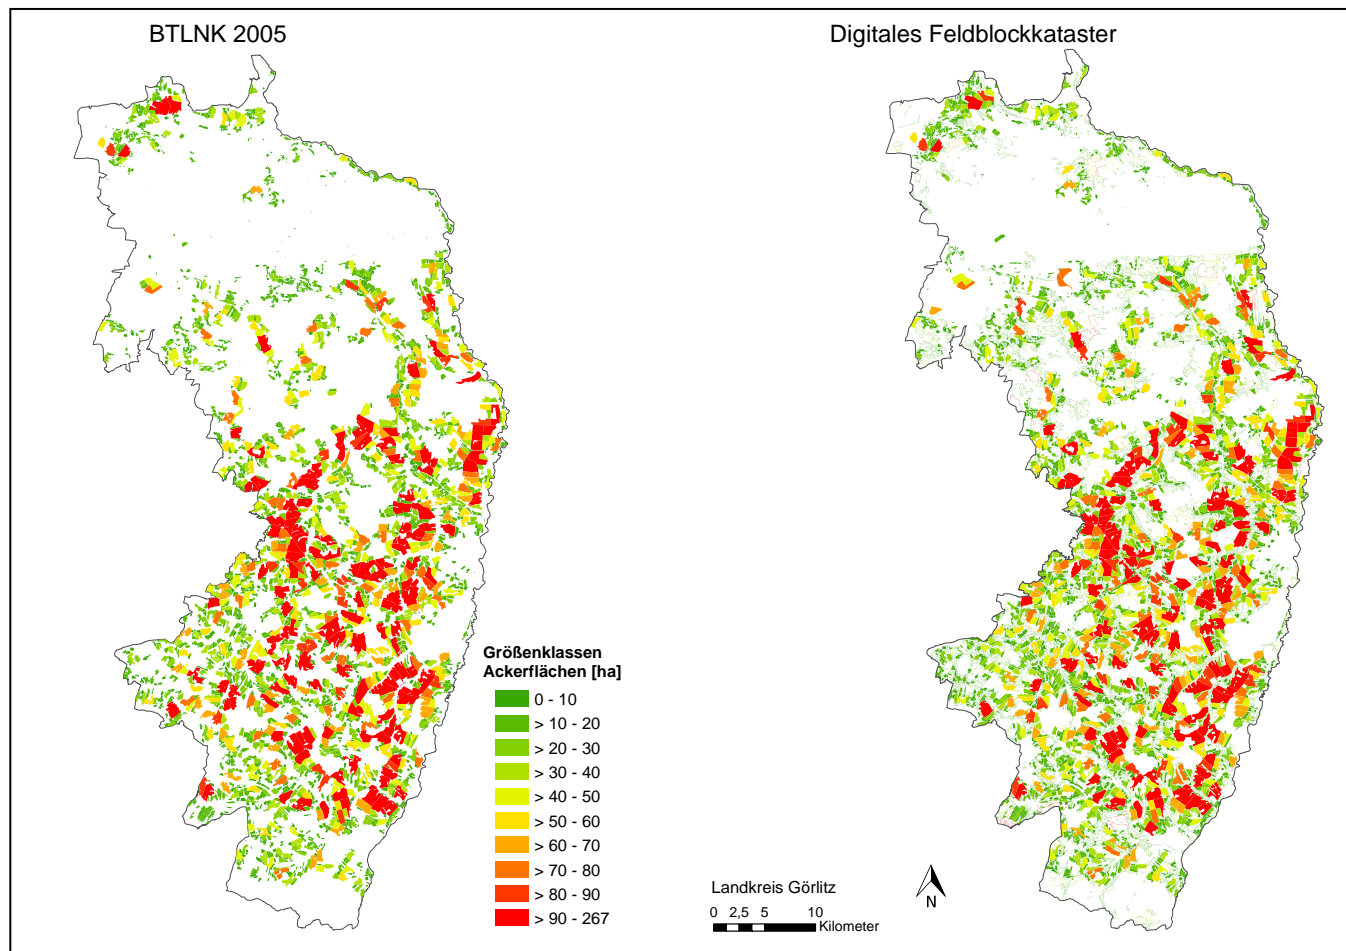 BTLNK 2005
Digitales Feldblockkataster
Größenklassen
Ackerflächen [ha]
0 - 10
> 10 - 20
> 20 - 30
> 30 - 40
> 40 - 50
> 50 - 60
> 60 - 70
> 70 - 80
> 80 - 90
> 90 - 267
Landkreis Görlitz
0 2,5 5 10
Kilometer
N